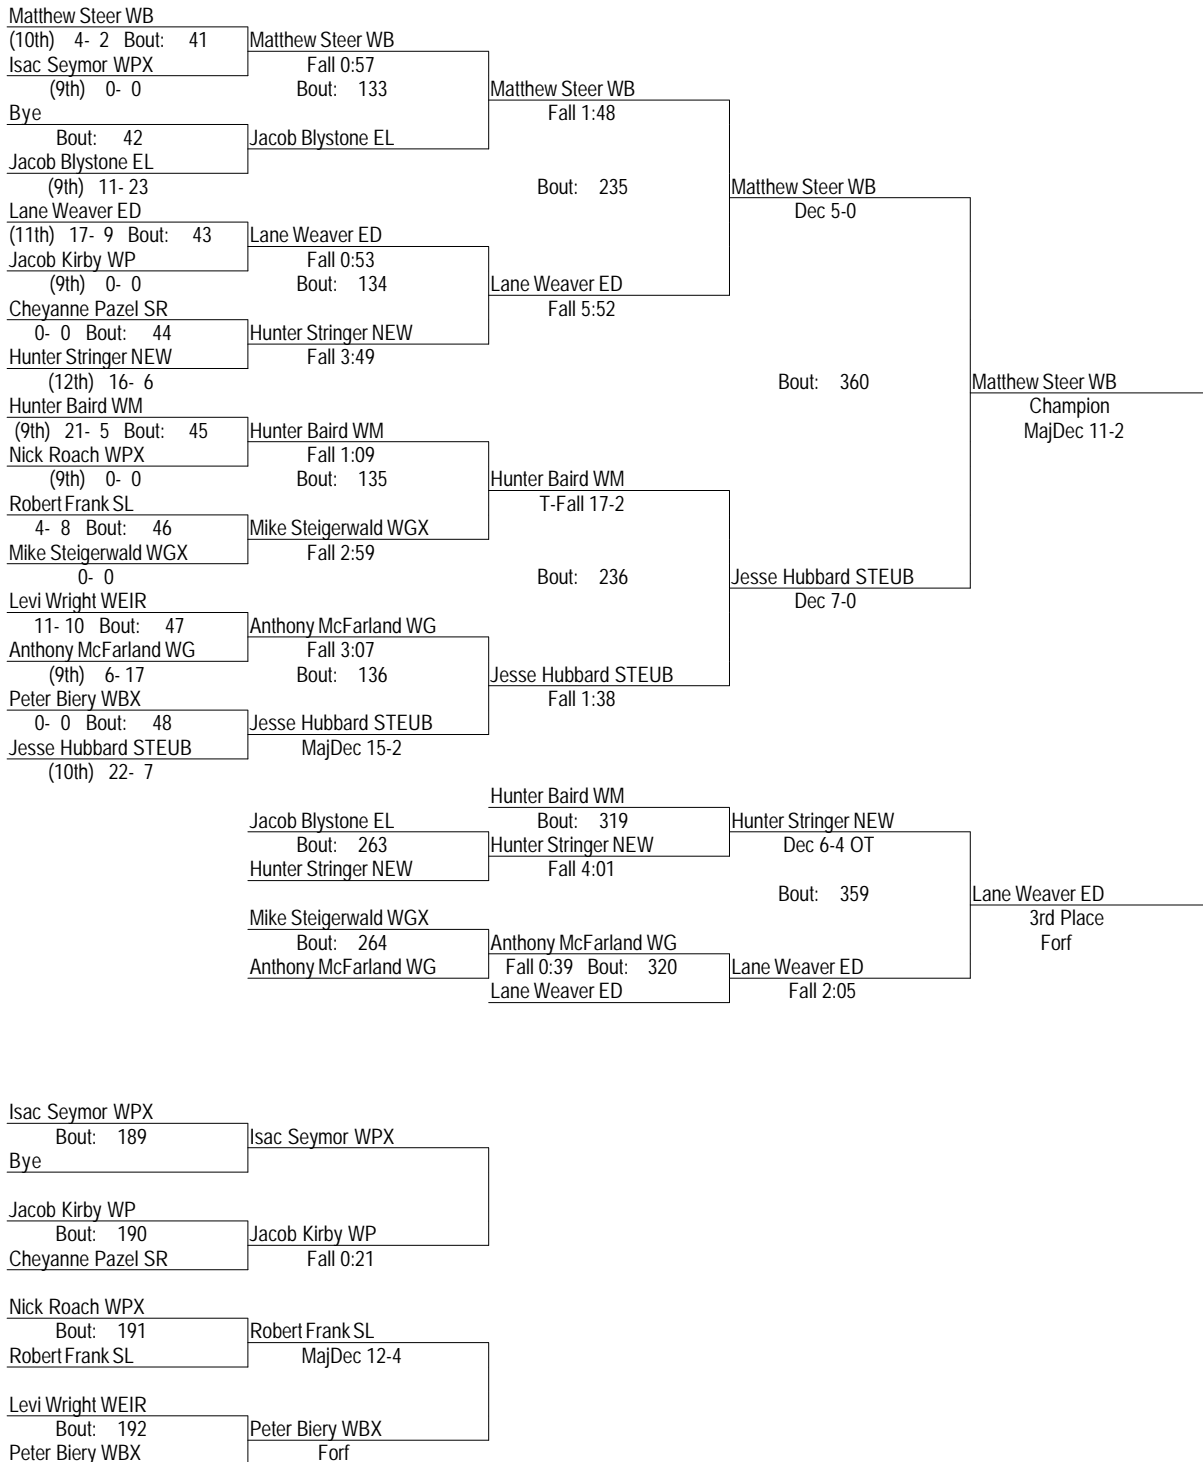 Matthew Steer WB
(10th) 4- 2 Bout: 41 Matthew Steer WB
Isac Seymor WPX Fall 0:57
(9th) 0- 0 Bout: 133 Matthew Steer WB
Bye Fall 1:48
Bout: 42 Jacob Blystone EL
Jacob Blystone EL
(9th) 11- 23 Bout: 235 Matthew Steer WB
Lane Weaver ED Dec 5-0
(11th) 17- 9 Bout: 43 Lane Weaver ED
Jacob Kirby WP Fall 0:53
(9th) 0- 0 Bout: 134 Lane Weaver ED
Cheyanne Pazel SR Fall 5:52
0- 0 Bout: 44 Hunter Stringer NEW
Hunter Stringer NEW Fall 3:49
(12th) 16- 6 Bout: 360 Matthew Steer WB
Hunter Baird WM Champion
(9th) 21- 5 Bout: 45 Hunter Baird WM MajDec 11-2
Nick Roach WPX Fall 1:09
(9th) 0- 0 Bout: 135 Hunter Baird WM
Robert Frank SL T-Fall 17-2
4- 8 Bout: 46 Mike Steigerwald WGX
Mike Steigerwald WGX Fall 2:59
0- 0 Bout: 236 Jesse Hubbard STEUB
Levi Wright WEIR Dec 7-0
11- 10 Bout: 47 Anthony McFarland WG
Anthony McFarland WG Fall 3:07
(9th) 6- 17 Bout: 136 Jesse Hubbard STEUB
Peter Biery WBX Fall 1:38
0- 0 Bout: 48 Jesse Hubbard STEUB
Jesse Hubbard STEUB MajDec 15-2
(10th) 22- 7
Hunter Baird WM
Jacob Blystone EL Bout: 319 Hunter Stringer NEW
Bout: 263 Hunter Stringer NEW Dec 6-4 OT
Hunter Stringer NEW Fall 4:01
Bout: 359 Lane Weaver ED
Mike Steigerwald WGX 3rd Place
Bout: 264 Anthony McFarland WG Forf
Anthony McFarland WG Fall 0:39 Bout: 320 Lane Weaver ED
Lane Weaver ED Fall 2:05
Isac Seymor WPX
Bout: 189 Isac Seymor WPX
Bye
Jacob Kirby WP
Bout: 190 Jacob Kirby WP
Cheyanne Pazel SR Fall 0:21
Nick Roach WPX
Bout: 191 Robert Frank SL
Robert Frank SL MajDec 12-4
Levi Wright WEIR
Bout: 192 Peter Biery WBX
Peter Biery WBX Forf